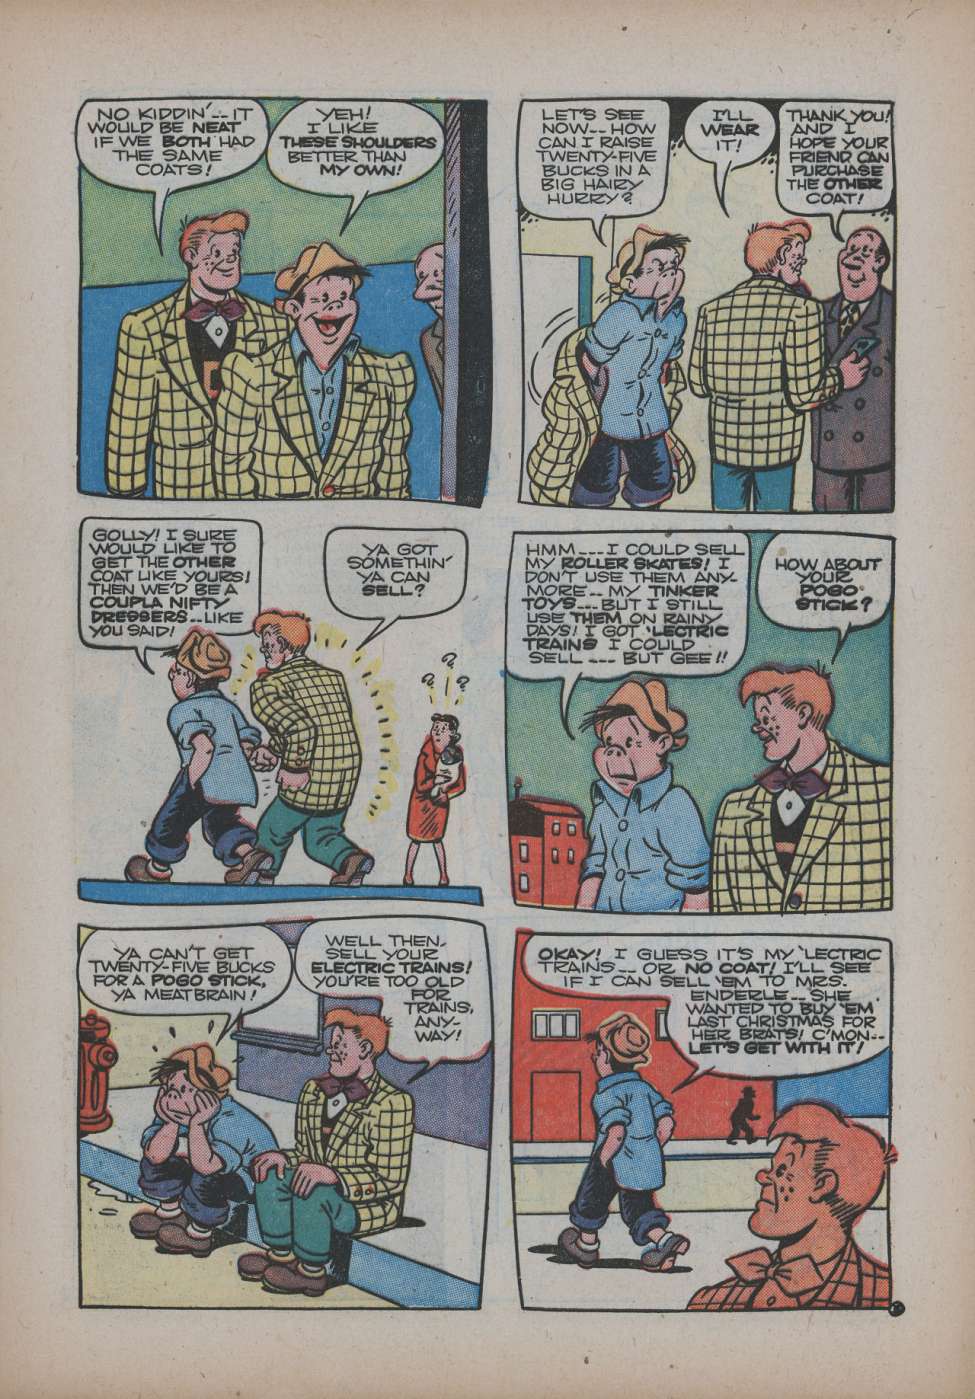 NO KIDDIN'-- IT
WOULD BE NEAT
IF WE BOTH HAD
THE SAME
COATS!
YEH!
I LIKE
THESE SHOULDERS
BETTER THAN
MY OWN!
LET'S SEE
NOW-- HOW
CAN I RAISE
TWENTY-FIVE
BUCKS IN A
BIG HAIRY
HURRY?
I'LL
WEAR
IT!
THANK YOU!
AND I
HOPE YOUR
FRIEND CAN
PURCHASE
THE OTHER
COAT!
GOLLY! I SURE
WOULD LIKE TO
GET THE OTHER
COAT LIKE YOURS!
THEN WE'D BE A
COUPLA NIFTY
DRESSERS--LIKE
YOU SAID!
YA GOT
SOMETHIN'
YA CAN
SELL?
? ? ?
HMM---I COULD SELL
MY ROLLER SKATES! I
DON'T USE THEM ANY-
MORE-- MY TINKER
TOYS---BUT I STILL
USE THEM ON RAINY
DAYS! I GOT 'LECTRIC
TRAINS I COULD
SELL --- BUT GEE!!
HOW ABOUT
YOUR
POGO
STICK?
YA CAN'T GET
TWENTY-FIVE BUCKS
FOR A POGO STICK,
YA MEATBRAIN!
WELL THEN,
SELL YOUR
ELECTRIC TRAINS!
YOU'RE TOO OLD
FOR
TRAINS,
ANY-
WAY!
OKAY! I GUESS IT'S MY 'LECTRIC
TRAINS-- OR NO COAT! I'LL SEE
IF I CAN SELL 'EM TO MRS.
ENDERLE-- SHE
WANTED TO BUY 'EM
LAST CHRISTMAS FOR
HER BRATS! C'MON--
LET'S GET WITH IT!